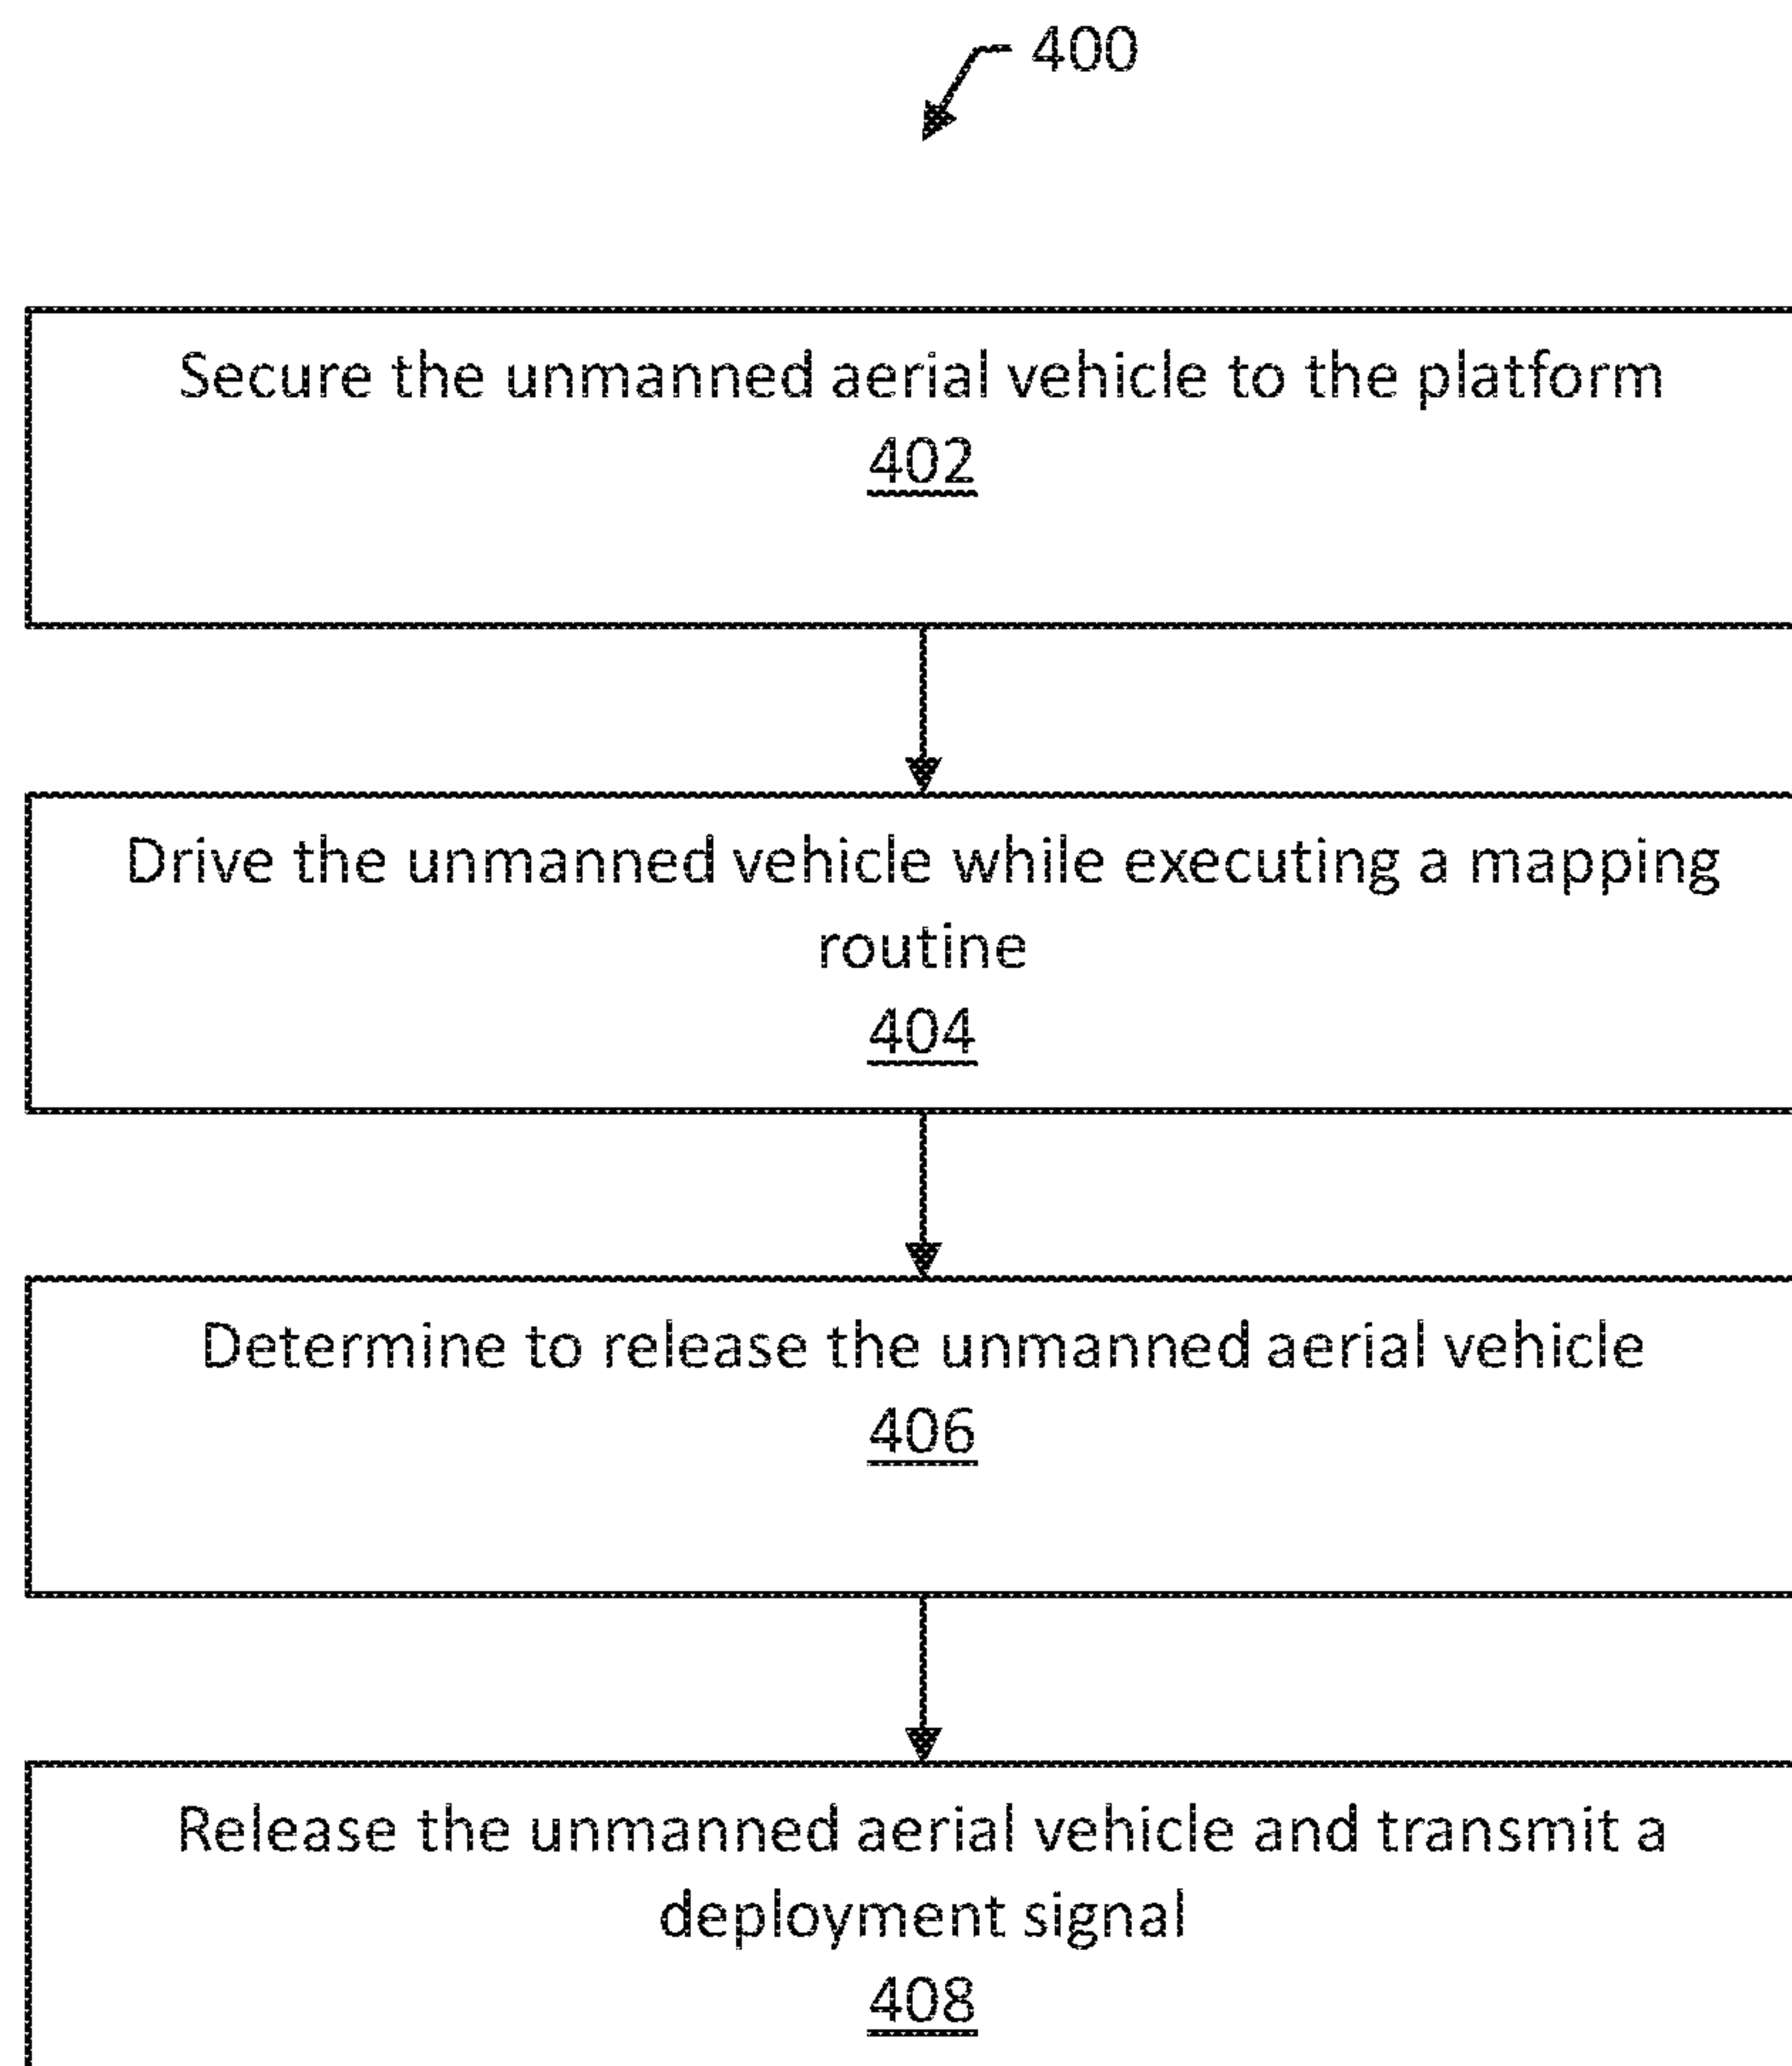 400
Secure the unmanned aerial vehicle to the platform
402
Drive the unmanned vehicle while executing a mapping
routine
404
Determine to release the unmanned aerial vehicle
406
Release the unmanned aerial vehicle and transmit a
deployment signal
408